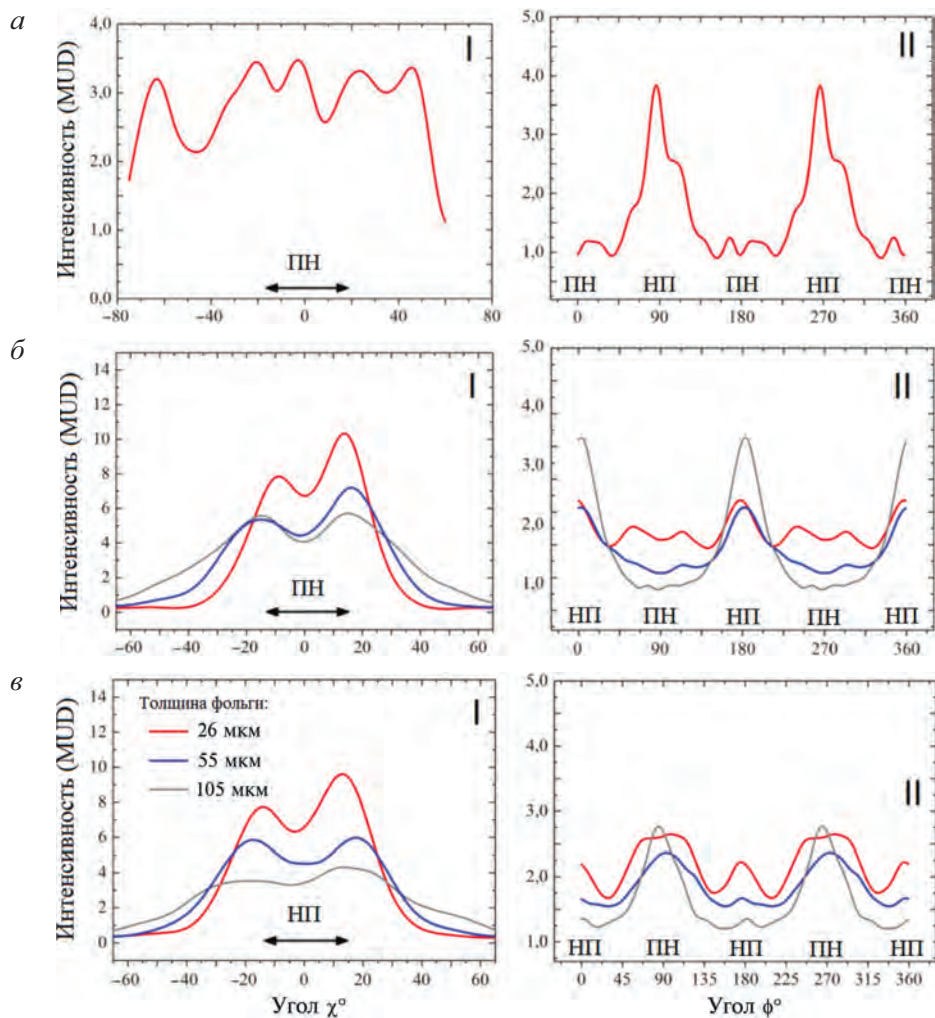 а
Интенсивность (MUD)
4,0
3,0
2,0
1,0
0,0
I
ПН
−80 −40 0 40 80
5,0
4,0
3,0
2,0
1,0
II
ПН НП ПН НП ПН
0 90 180 270 360
б
Интенсивность (MUD)
14
12
10
8
6
4
2
0
I
ПН
−60 −40 −20 0 20 40 60
5,0
4,0
3,0
2,0
1,0
II
НП ПН НП ПН НП
0 90 180 270 360
в
Интенсивность (MUD)
14
12
10
8
6
4
2
0
I
Толщина фольги:
26 мкм
55 мкм
105 мкм
НП
−60 −40 −20 0 20 40 60
Угол χ°
5,0
4,0
3,0
2,0
1,0
II
НП ПН НП ПН НП
0 45 90 135 180 225 270 315 360
Угол ϕ°